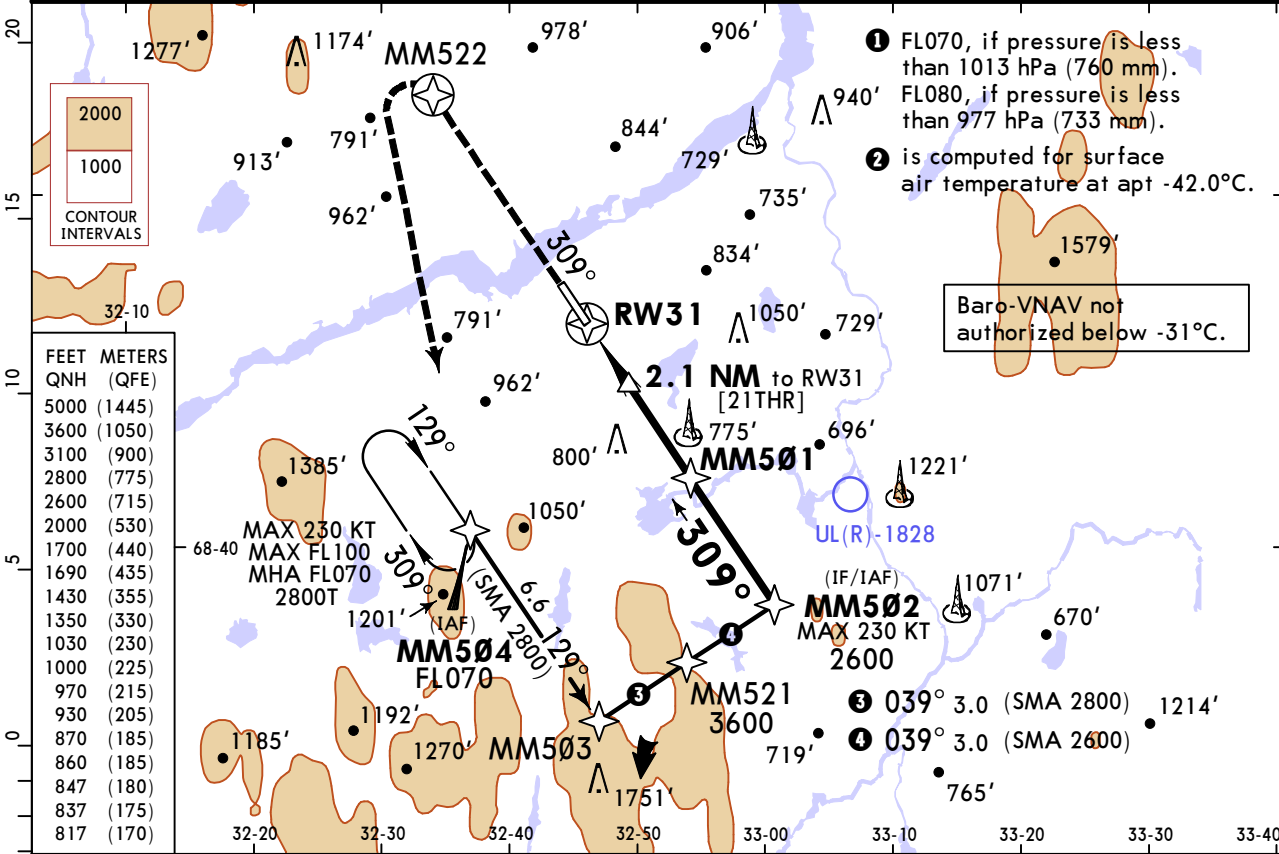 20
15
10
5
0
1277′
1174′
MM522
978′
906′
❶ FL070, if pressure is less
than 1013 hPa (760 mm).
FL080, if pressure is less
than 977 hPa (733 mm).
❷ is computed for surface
air temperature at apt -42.0°C.
2000
1000
CONTOUR
INTERVALS
913′
791′
962′
844′
940′
729′
735′
834′
1579′
Baro-VNAV not
authorized below -31°C.
32-10
309°
RW31
791′
1050′
729′
2.1 NM to RW31
[21THR]
962′
775′
800′
696′
MM5Ø1
1221′
UL(R)-1828
FEET METERS
QNH (QFE)
5000 (1445)
3600 (1050)
3100 (900)
2800 (775)
2600 (715)
2000 (530)
1700 (440)
1690 (435)
1430 (355)
1350 (330)
1030 (230)
1000 (225)
970 (215)
930 (205)
870 (185)
860 (185)
847 (180)
837 (175)
817 (170)
129°
1385′
1050′
68-40
MAX 230 KT
MAX FL100
MHA FL070
2800T
309°
1201′
(IAF)
MM5Ø4
FL070
6.6
(SMA 2800)
129°
309°
(IF/IAF)
MM5Ø2
MAX 230 KT
2600
1071′
670′
❹
❸
MM521
3600
❸ 039° 3.0 (SMA 2800)
❹ 039° 3.0 (SMA 2600)
1214′
1192′
1185′
1270′
MM5Ø3
1751′
719′
765′
32-20
32-30
32-40
32-50
33-00
33-10
33-20
33-30
33-40